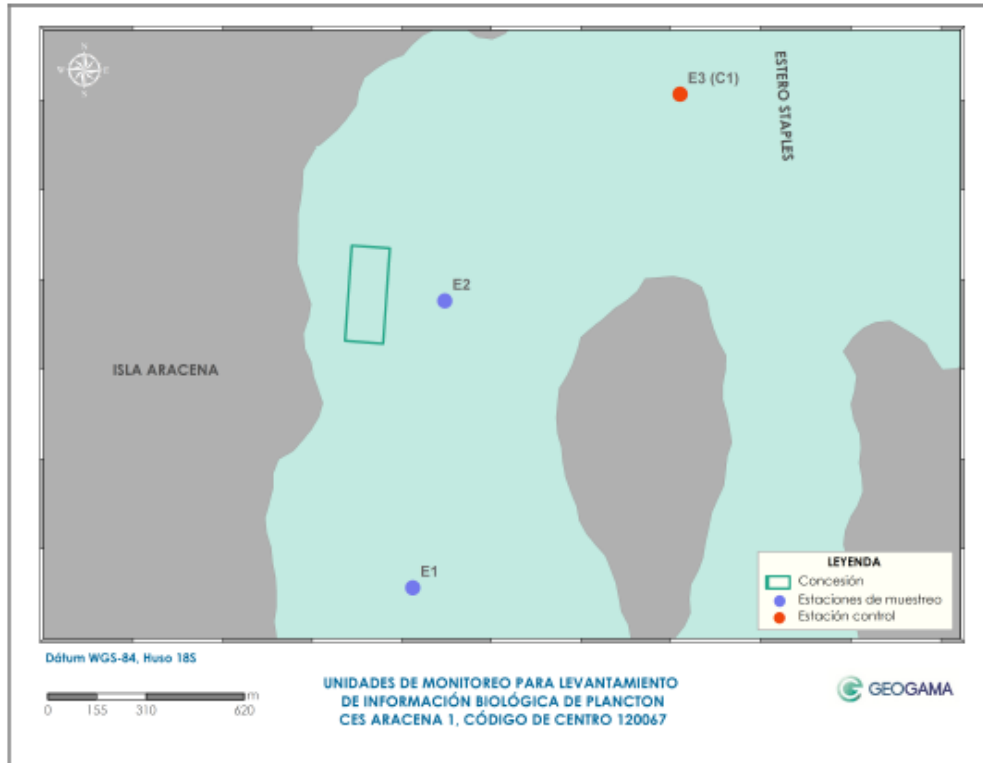 N
W E
S
E3 (C1)
ESTERO STAPLES
E2
ISLA ARACENA
E1
LEYENDA
Concesión
Estaciones de muestreo
Estación control
Dátum WGS-84, Huso 18S
m
0 155 310 620
UNIDADES DE MONITOREO PARA LEVANTAMIENTO
DE INFORMACIÓN BIOLÓGICA DE PLANCTON
CES ARACENA 1, CÓDIGO DE CENTRO 120067
GEOGAMA